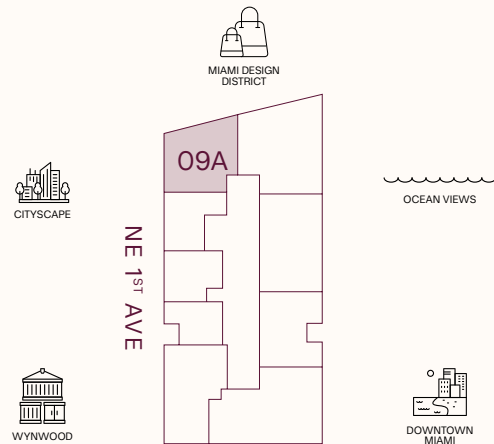 MIAMI DESIGN
DISTRICT
09A
CITYSCAPE
OCEAN VIEWS
NE 1ST AVE
WYNWOOD
DOWNTOWN
MIAMI